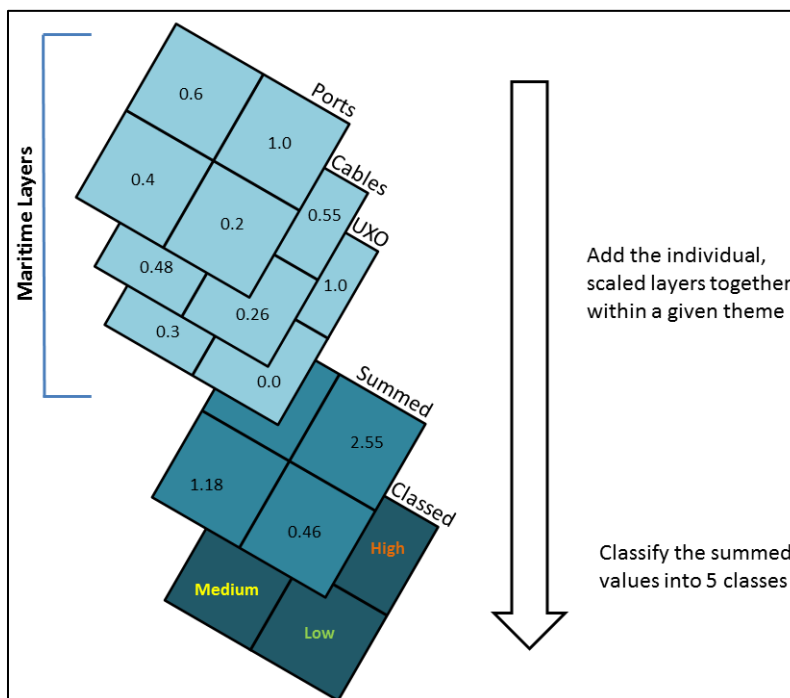 Maritime Layers
Ports
0.6
1.0
0.4
0.2
Cables
0.55
0.48
0.26
UXO
1.0
0.3
0.0
Summed
2.55
1.18
0.46
Classed
High
Medium
Low
Add the individual,
scaled layers together
within a given theme
Classify the summed
values into 5 classes